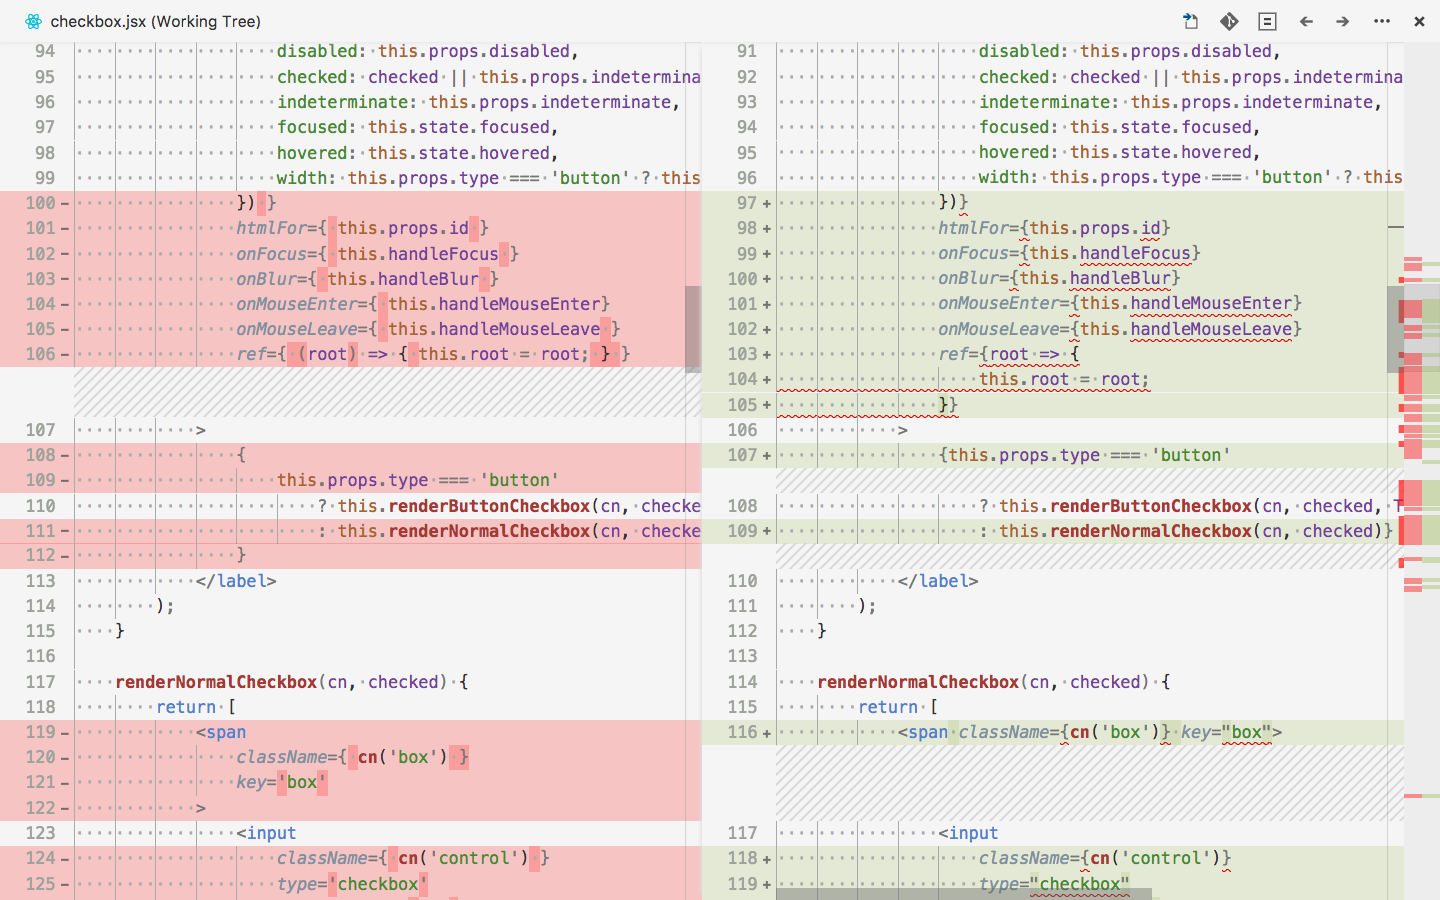 checkbox.jsx (Working Tree)
94 disabled: this.props.disabled,
95 checked: checked || this.props.indetermina
96 indeterminate: this.props.indeterminate,
97 focused: this.state.focused,
98 hovered: this.state.hovered,
99 width: this.props.type === 'button' ? this
100 - }) }
101 - htmlFor={ this.props.id }
102 - onFocus={ this.handleFocus }
103 - onBlur={ this.handleBlur }
104 - onMouseEnter={ this.handleMouseEnter}
105 - onMouseLeave={ this.handleMouseLeave }
106 - ref={ (root) => { this.root = root; } }
107 >
108 - {
109 - this.props.type === 'button'
110 ? this.renderButtonCheckbox(cn, checke
111 - : this.renderNormalCheckbox(cn, checke
112 - }
113 </label>
114 );
115 }
116
117 renderNormalCheckbox(cn, checked) {
118 return [
119 - <span
120 - className={ cn('box') }
121 - key='box'
122 - >
123 <input
124 - className={ cn('control') }
125 - type='checkbox'
91 disabled: this.props.disabled,
92 checked: checked || this.props.indetermina
93 indeterminate: this.props.indeterminate,
94 focused: this.state.focused,
95 hovered: this.state.hovered,
96 width: this.props.type === 'button' ? this
97 + })}
98 + htmlFor={this.props.id}
99 + onFocus={this.handleFocus}
100 + onBlur={this.handleBlur}
101 + onMouseEnter={this.handleMouseEnter}
102 + onMouseLeave={this.handleMouseLeave}
103 + ref={root => {
104 + this.root = root;
105 + }}
106 >
107 + {this.props.type === 'button'
108 ? this.renderButtonCheckbox(cn, checked, T
109 + : this.renderNormalCheckbox(cn, checked)}
110 </label>
111 );
112 }
113
114 renderNormalCheckbox(cn, checked) {
115 return [
116 + <span className={cn('box')} key="box">
117 <input
118 + className={cn('control')}
119 + type="checkbox"